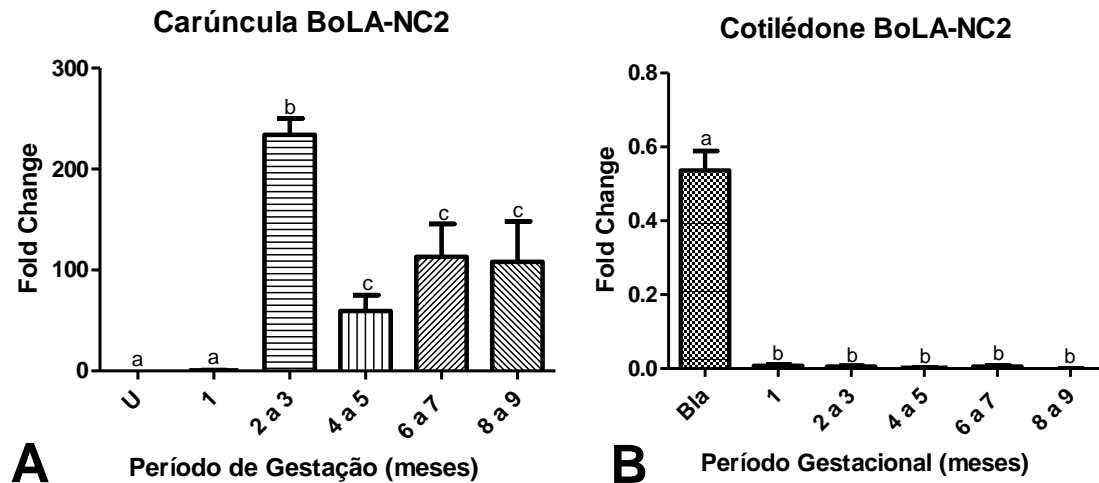 Carúncula BoLA-NC2
Fold Change
300
200
100
0
a
a
b
c
c
c
U
1
2 a 3
4 a 5
6 a 7
8 a 9
Período de Gestação (meses)
A
Cotilédone BoLA-NC2
Fold Change
0.8
0.6
0.4
0.2
0.0
a
b
b
b
b
b
Bla
1
2 a 3
4 a 5
6 a 7
8 a 9
Período Gestacional (meses)
B